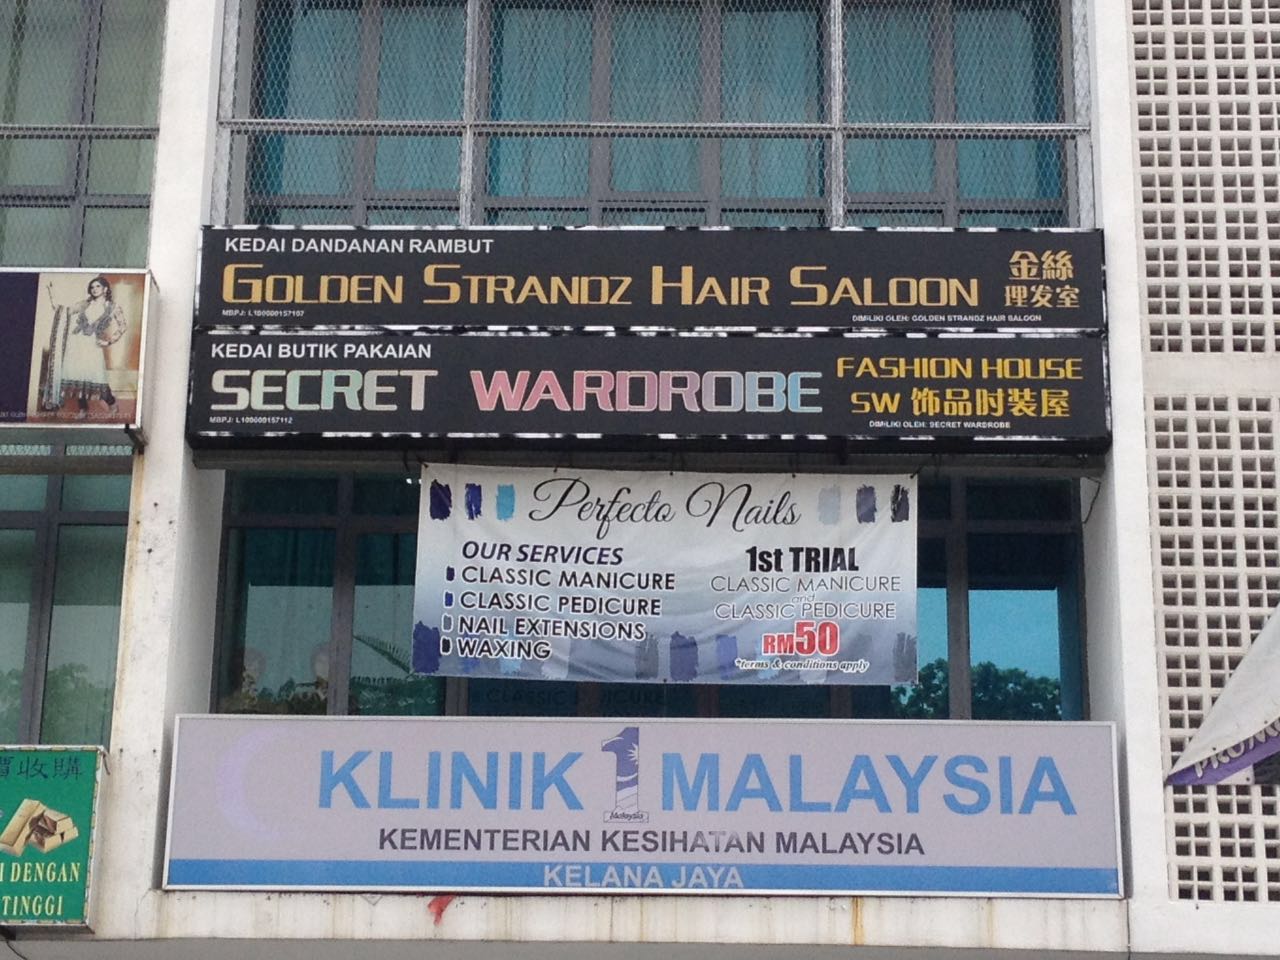 KEDAI DANDANAN RAMBUT
GOLDEN STRANDZ HAIR SALOON
金絲
理发室
MBPJ: L100000157107
DIMILIKI OLEH: GOLDEN STRANDZ HAIR SALOON
KEDAI BUTIK PAKAIAN
SECRET WARDROBE
FASHION HOUSE
SW 饰品时装屋
MBPJ: L100000157112
DIMILIKI OLEH: SECRET WARDROBE
Perfecto Nails
OUR SERVICES
CLASSIC MANICURE
CLASSIC PEDICURE
NAIL EXTENSIONS
WAXING
1st TRIAL
CLASSIC MANICURE
and
CLASSIC PEDICURE
RM50
*terms & conditions apply
KLINIK 1 MALAYSIA
Malaysia
KEMENTERIAN KESIHATAN MALAYSIA
KELANA JAYA
收購
I DENGAN
TINGGI